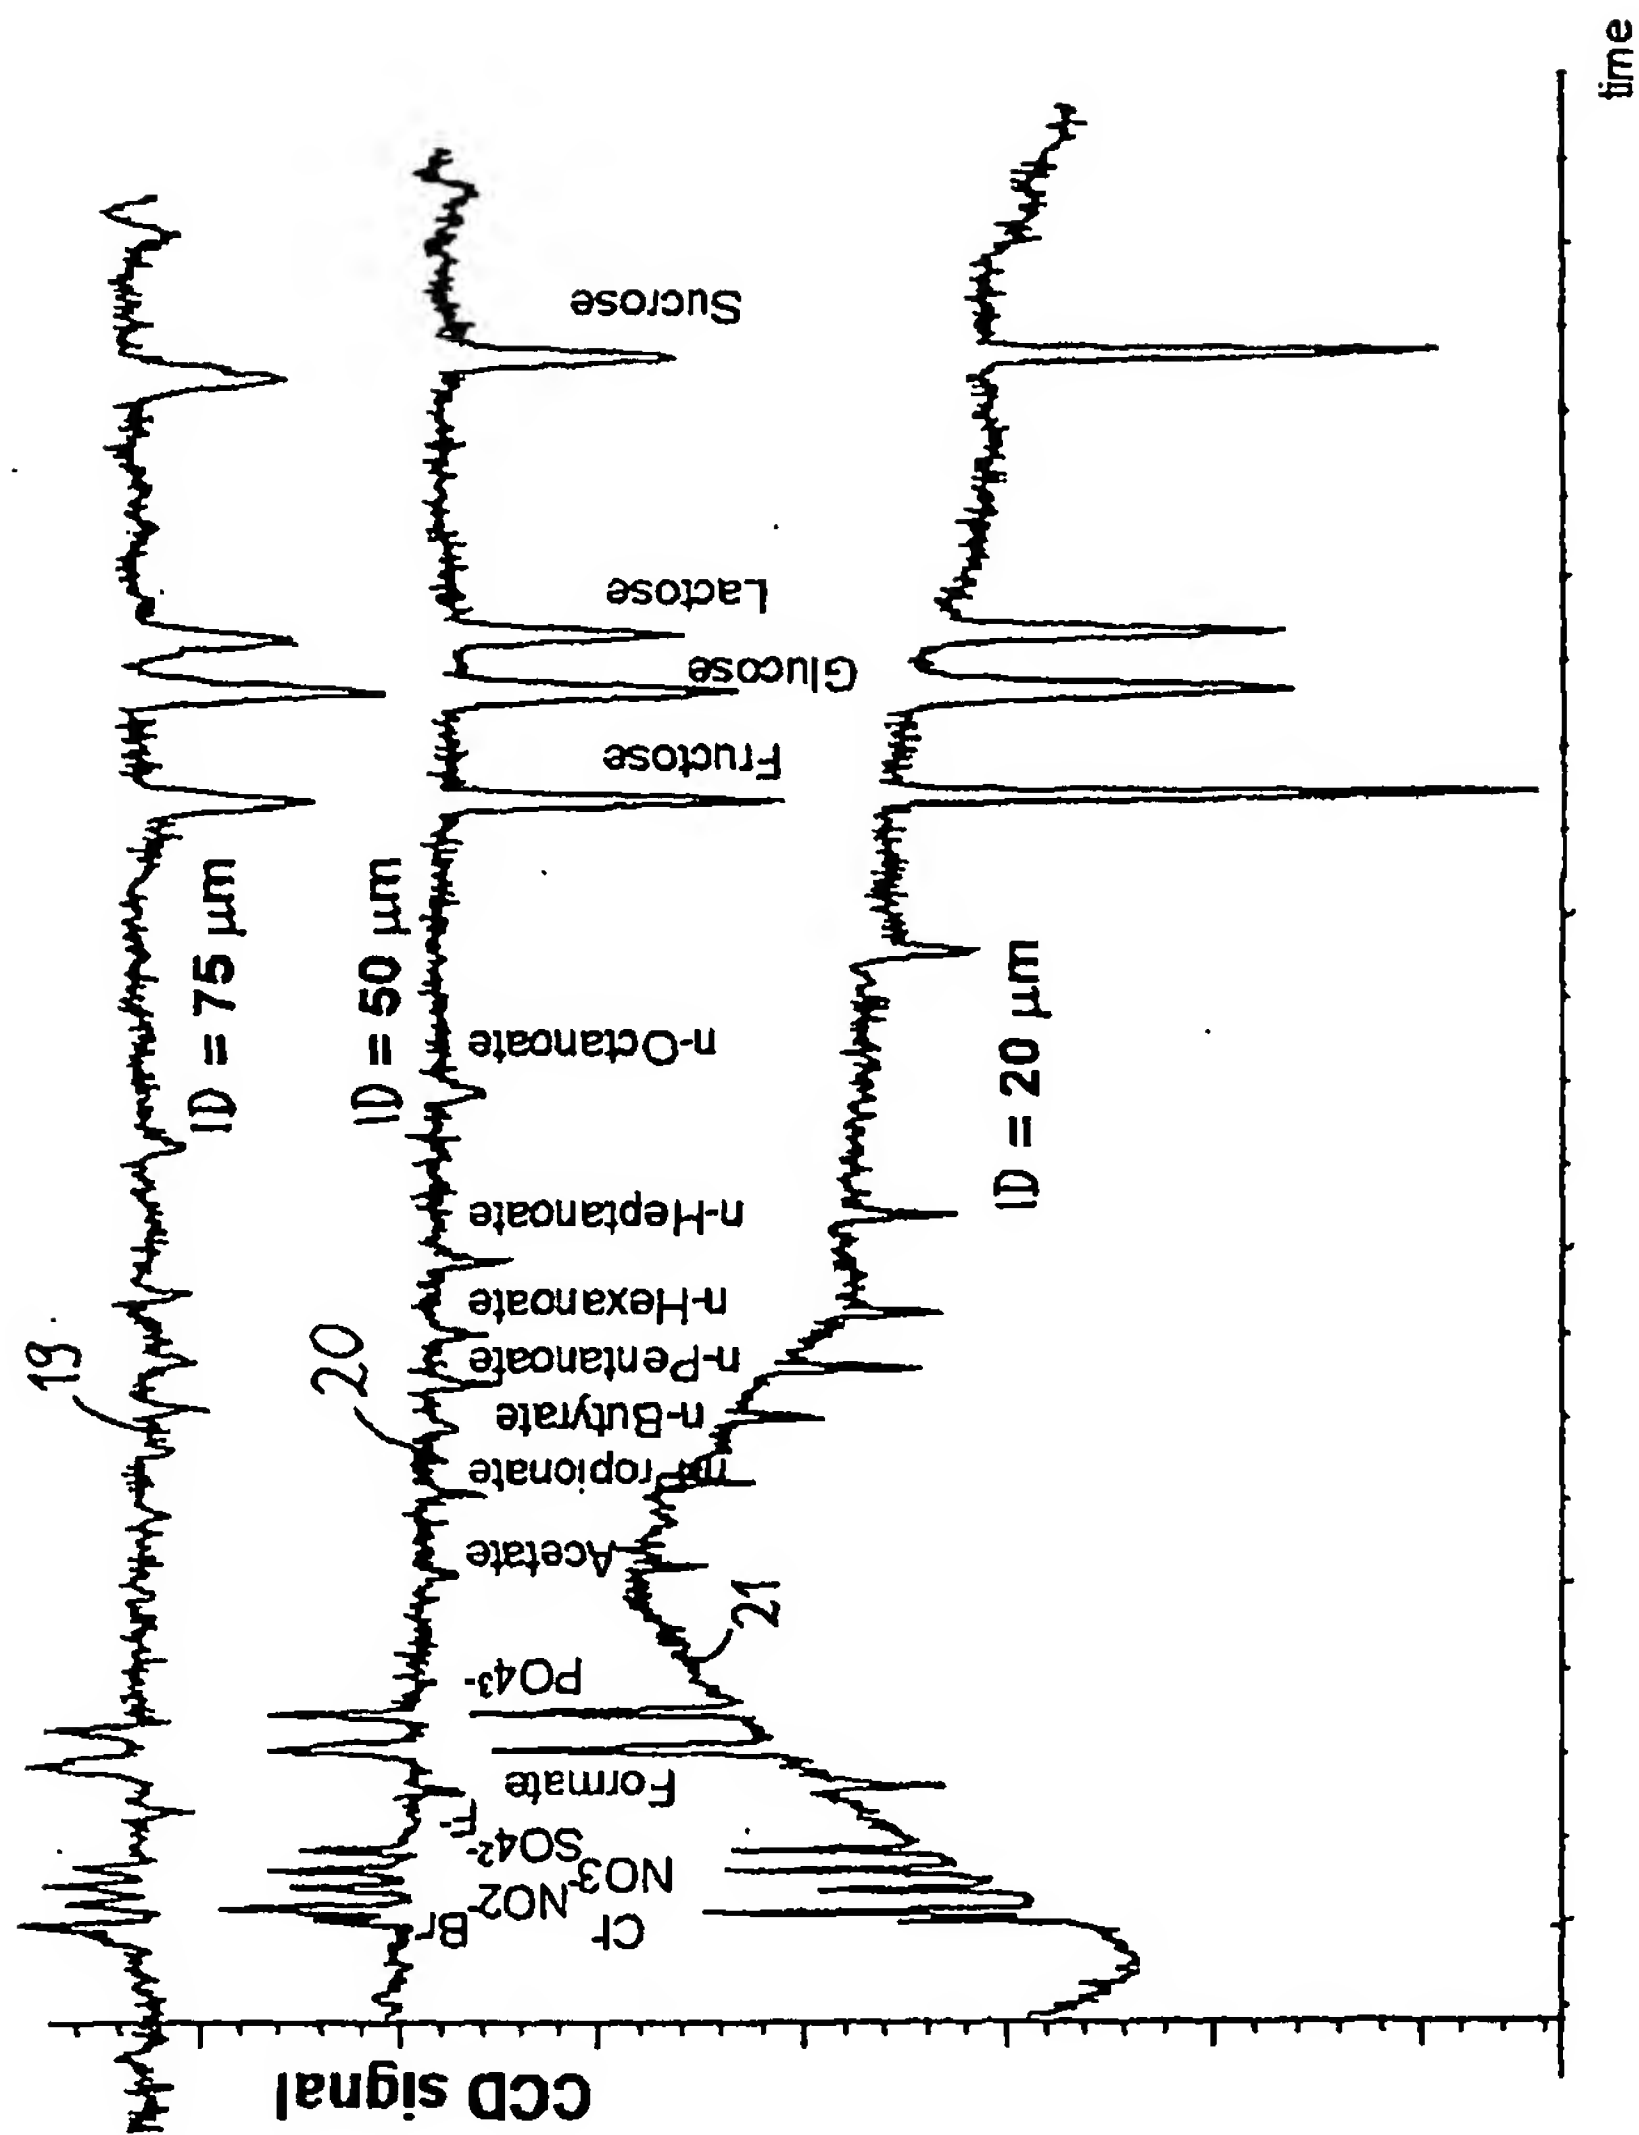 CCD signal
19
ID = 75 µm
20
ID = 50 µm
Cl-
Br-
NO2-
NO3-
SO4²-
F-
Formate
PO4³-
Acetate
n-Butyrate
n-Pentanoate
n-Hexanoate
n-Heptanoate
n-Octanoate
Fructose
Glucose
Lactose
Sucrose
21
ID = 20 µm
time